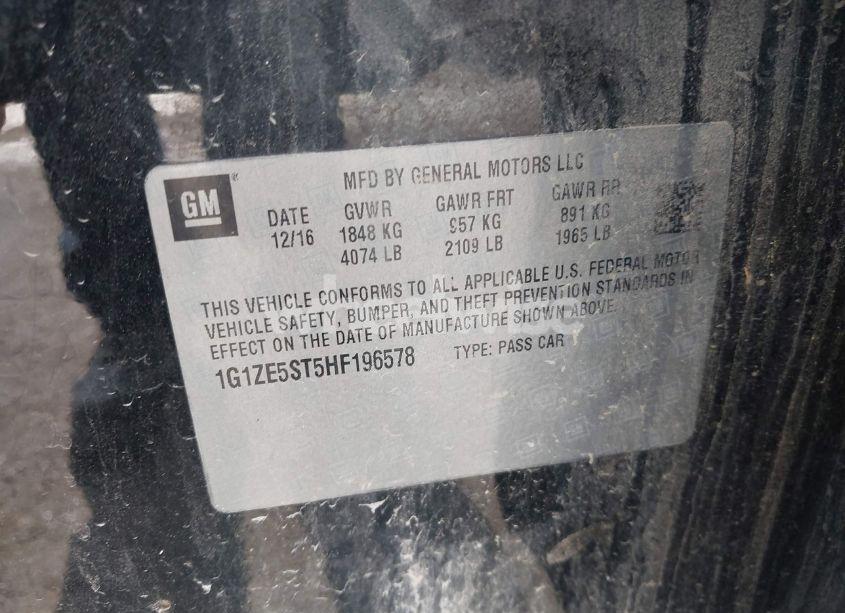 GM
MFD BY GENERAL MOTORS LLC
DATE GVWR GAWR FRT GAWR RR
12/16 1848 KG 957 KG 891 KG
4074 LB 2109 LB 1965 LB
THIS VEHICLE CONFORMS TO ALL APPLICABLE U.S. FEDERAL MOTOR
VEHICLE SAFETY, BUMPER, AND THEFT PREVENTION STANDARDS IN
EFFECT ON THE DATE OF MANUFACTURE SHOWN ABOVE.
1G1ZE5ST5HF196578 TYPE: PASS CAR